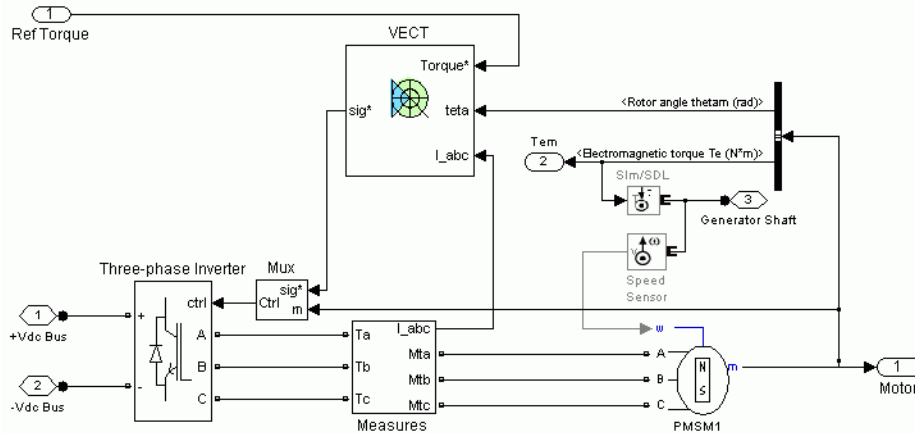 1
Ref Torque
VECT
Torque*
sig*
teta
I_abc
<Rotor angle thetam (rad)>
Tem
2
<Electromagnetic torque Te (N*m)>
Slm/SDL
3
Generator Shaft
ω
Speed
Sensor
Three-phase Inverter
Mux
ctrl
Ctrl
sig*
m
1
+Vdc Bus
+
A
B
C
-
2
-Vdc Bus
I_abc
Ta
Mta
Tb
Mtb
Tc
Mtc
Measures
w
A
B
C
N
S
m
PMSM1
1
Motor